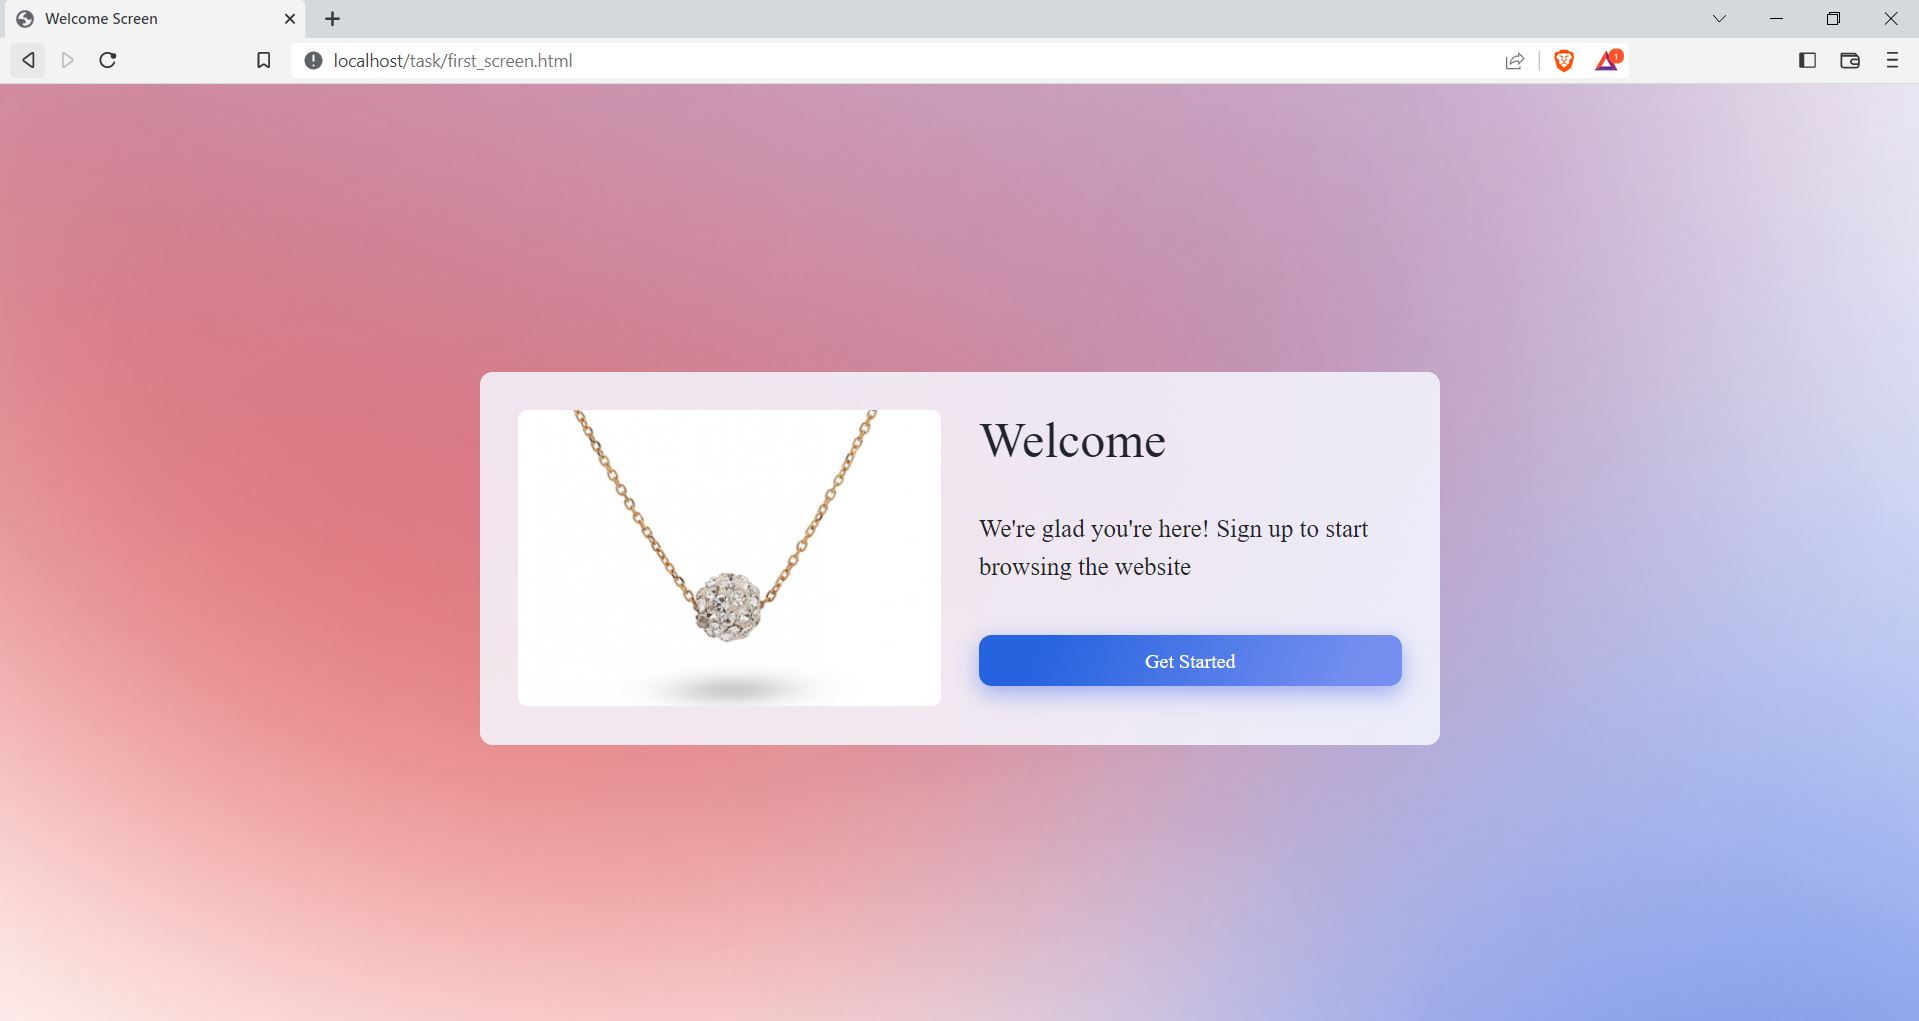 Welcome Screen
localhost/task/first_screen.html
1
Welcome
We're glad you're here! Sign up to start
browsing the website
Get Started